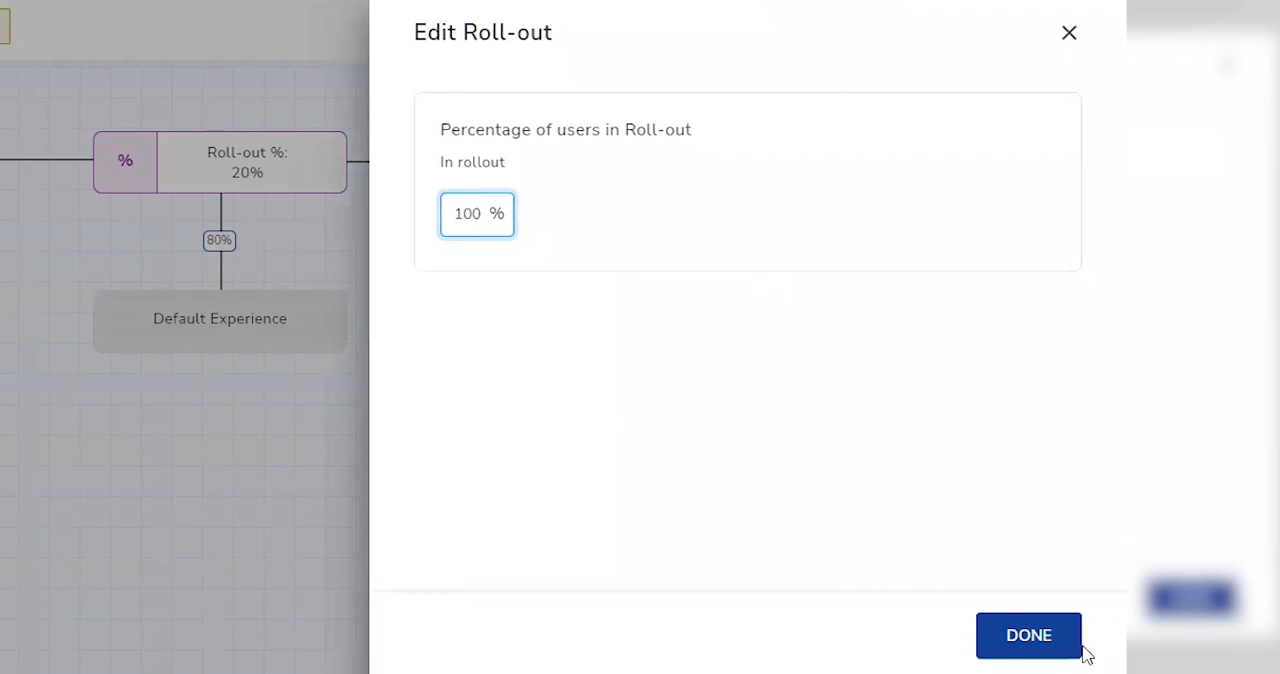 Edit Roll-out
Percentage of users in Roll-out
In rollout
100 %
DONE
%
Roll-out %:
20%
80%
Default Experience